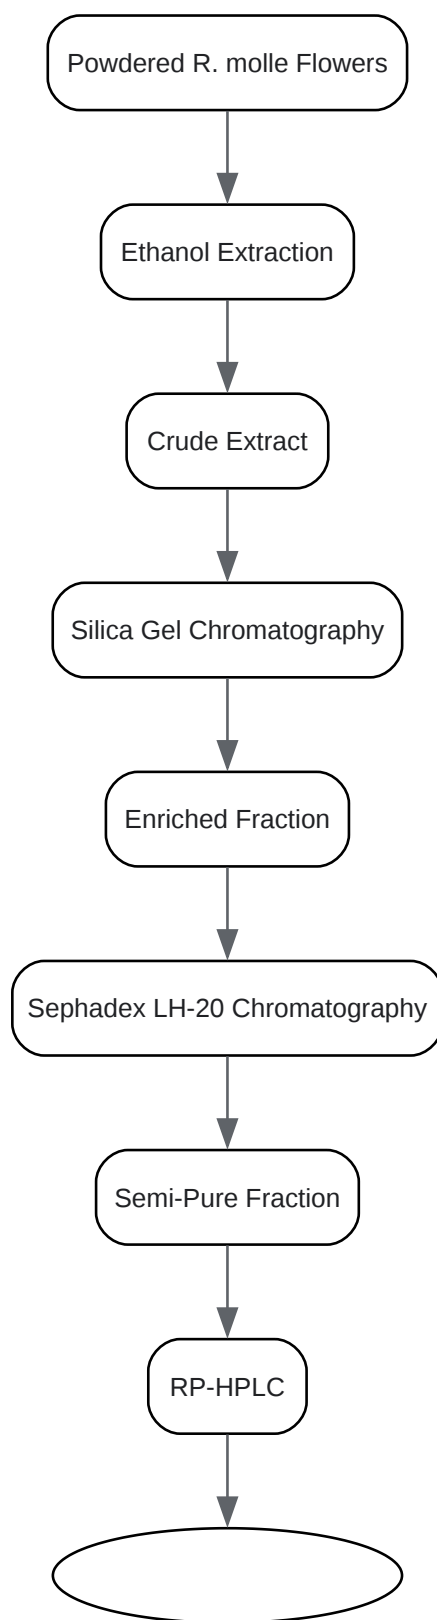 Powdered R. molle Flowers
Ethanol Extraction
Crude Extract
Silica Gel Chromatography
Enriched Fraction
Sephadex LH-20 Chromatography
Semi-Pure Fraction
RP-HPLC